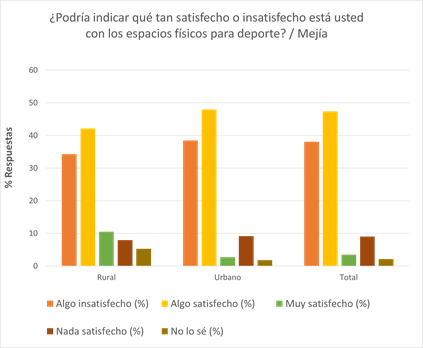 ¿Podría indicar qué tan satisfecho o insatisfecho está usted
con los espacios físicos para deporte? / Mejía
% Respuestas
60
50
40
30
20
10
0
Rural
Urbano
Total
Algo insatisfecho (%)
Algo satisfecho (%)
Muy satisfecho (%)
Nada satisfecho (%)
No lo sé (%)